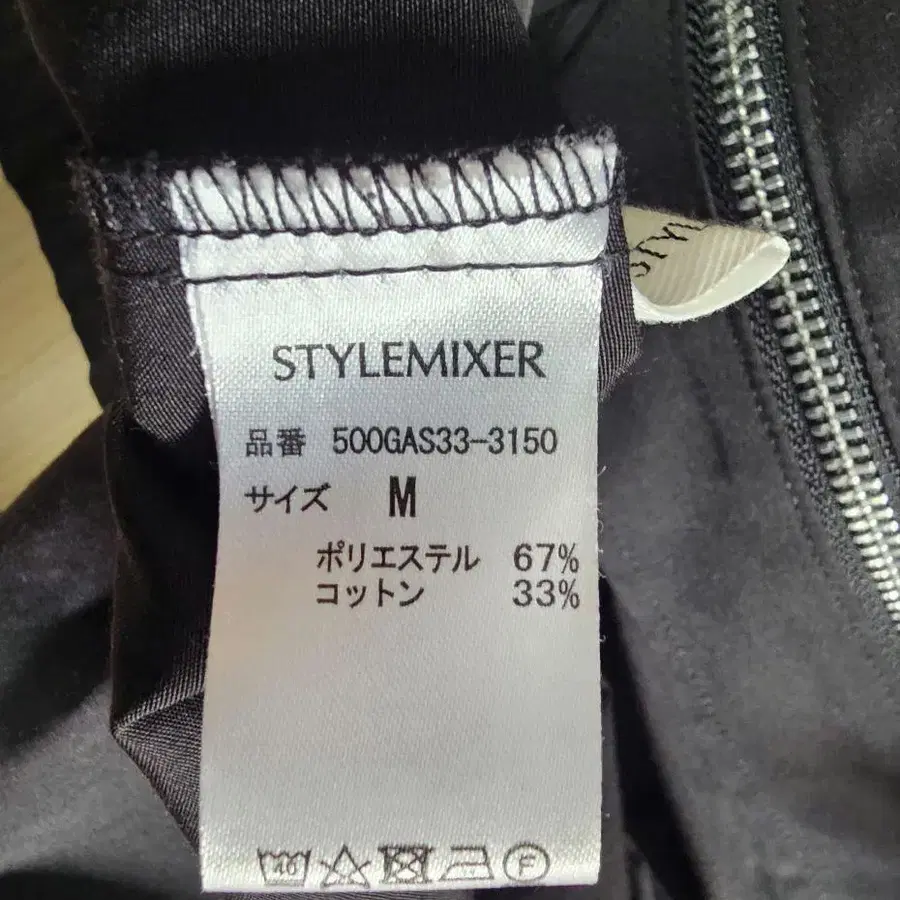 STYLEMIXER
品番 500GAS33-3150
サイズ M
ポリエステル 67%
コットン 33%
F
STYL